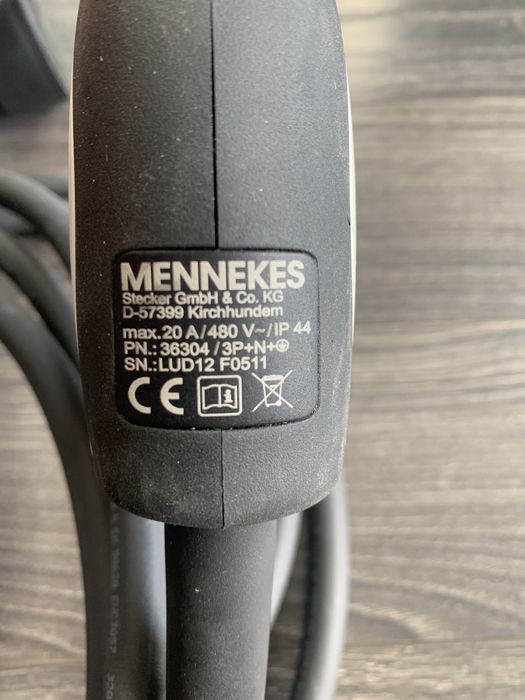 MENNEKES
Stecker GmbH & Co. KG
D-57399 Kirchhundem
max. 20 A / 480 V~ / IP 44
PN.: 36304 / 3P+N+⏚
SN.: LUD12 F0511
CE